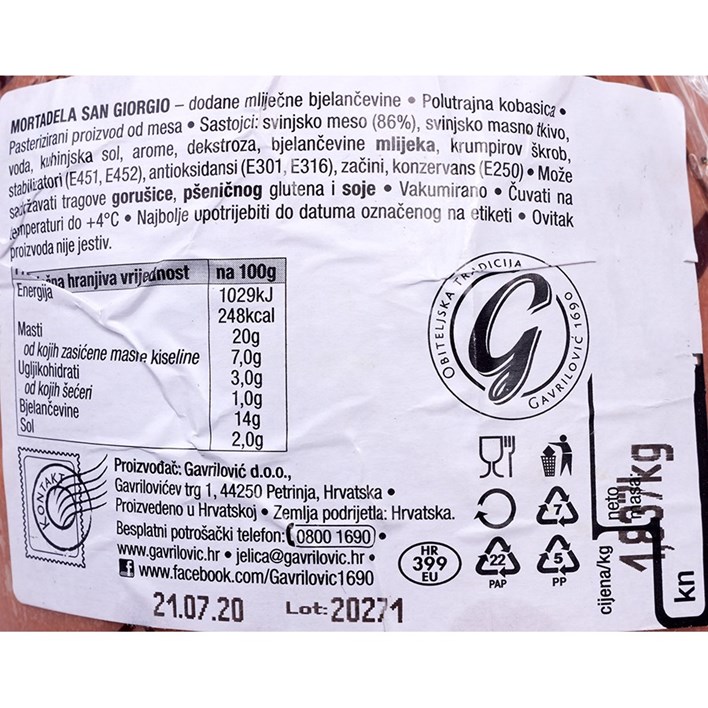 MORTADELA SAN GIORGIO – dodane mliječne bjelančevine • Polutrajna kobasica •
Pasterizirani proizvod od mesa • Sastojci: svinjsko meso (86%), svinjsko masno tkivo,
voda, kuhinjska sol, arome, dekstroza, bjelančevine mlijeka, krumpirov škrob,
stabilizatori (E451, E452), antioksidansi (E301, E316), začini, konzervans (E250) • Može
sadržavati tragove gorušice, pšeničnog glutena i soje • Vakumirano • Čuvati na
temperaturi do +4°C • Najbolje upotrijebiti do datuma označenog na etiketi • Ovitak
proizvoda nije jestiv.
hranjiva vrijednost na 100g
Energija 1029kJ
248kcal
Masti 20g
od kojih zasićene masne kiseline 7,0g
Ugljikohidrati 3,0g
od kojih šećeri 1,0g
Bjelančevine 14g
Sol 2,0g
OBITELJSKA TRADICIJA
G
GAVRILOVIĆ 1690
KONTAKT
Proizvođač: Gavrilović d.o.o.,
Gavrilovićev trg 1, 44250 Petrinja, Hrvatska •
Proizvedeno u Hrvatskoj • Zemlja podrijetla: Hrvatska.
Besplatni potrošački telefon: 0800 1690 •
www.gavrilovic.hr • jelica@gavrilovic.hr •
f www.facebook.com/Gavrilovic1690
HR
399
EU
7
22
PAP
5
PP
cijena/kg
neto
masa:
kn
21.07.20 Lot: 20271